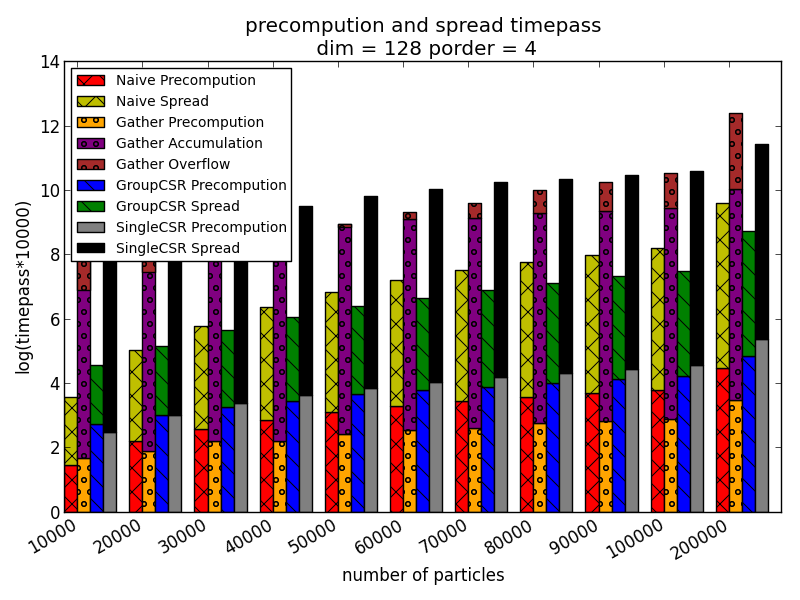 precompution and spread timepass
dim = 128 porder = 4
log(timepass*10000)
14
12
10
8
6
4
2
0
Naive Precompution
Naive Spread
Gather Precompution
Gather Accumulation
Gather Overflow
GroupCSR Precompution
GroupCSR Spread
SingleCSR Precompution
SingleCSR Spread
10000
20000
30000
40000
50000
60000
70000
80000
90000
100000
200000
number of particles